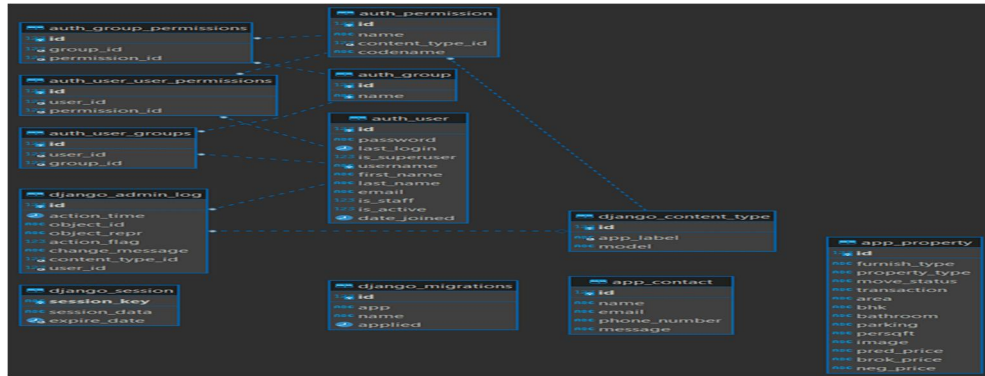 auth_group_permissions
id
group_id
permission_id
auth_user_user_permissions
id
user_id
permission_id
auth_user_groups
id
user_id
group_id
django_admin_log
id
action_time
object_id
object_repr
action_flag
change_message
content_type_id
user_id
django_session
session_key
session_data
expire_date
auth_permission
id
name
content_type_id
codename
auth_group
id
name
auth_user
id
password
last_login
is_superuser
username
first_name
last_name
email
is_staff
is_active
date_joined
django_migrations
id
app
name
applied
django_content_type
id
app_label
model
app_contact
id
name
email
phone_number
message
app_property
id
furnish_type
property_type
move_status
transaction
area
bhk
bathroom
parking
persqft
image
pred_price
brok_price
neg_price